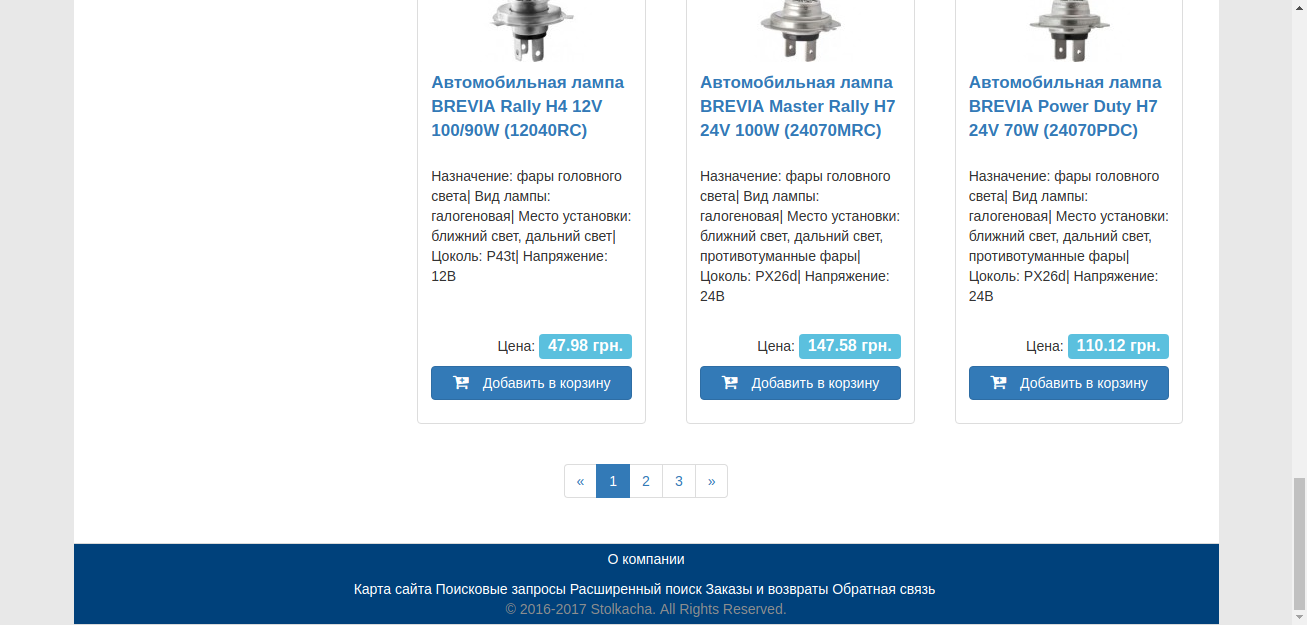 Автомобильная лампа
BREVIA Rally H4 12V
100/90W (12040RC)
Назначение: фары головного
света| Вид лампы:
галогеновая| Место установки:
ближний свет, дальний свет|
Цоколь: P43t| Напряжение:
12В
Цена: 47.98 грн.
Добавить в корзину
Автомобильная лампа
BREVIA Master Rally H7
24V 100W (24070MRC)
Назначение: фары головного
света| Вид лампы:
галогеновая| Место установки:
ближний свет, дальний свет,
противотуманные фары|
Цоколь: PX26d| Напряжение:
24В
Цена: 147.58 грн.
Добавить в корзину
Автомобильная лампа
BREVIA Power Duty H7
24V 70W (24070PDC)
Назначение: фары головного
света| Вид лампы:
галогеновая| Место установки:
ближний свет, дальний свет,
противотуманные фары|
Цоколь: PX26d| Напряжение:
24В
Цена: 110.12 грн.
Добавить в корзину
« 1 2 3 »
О компании
Карта сайта Поисковые запросы Расширенный поиск Заказы и возвраты Обратная связь
© 2016-2017 Stolkacha. All Rights Reserved.